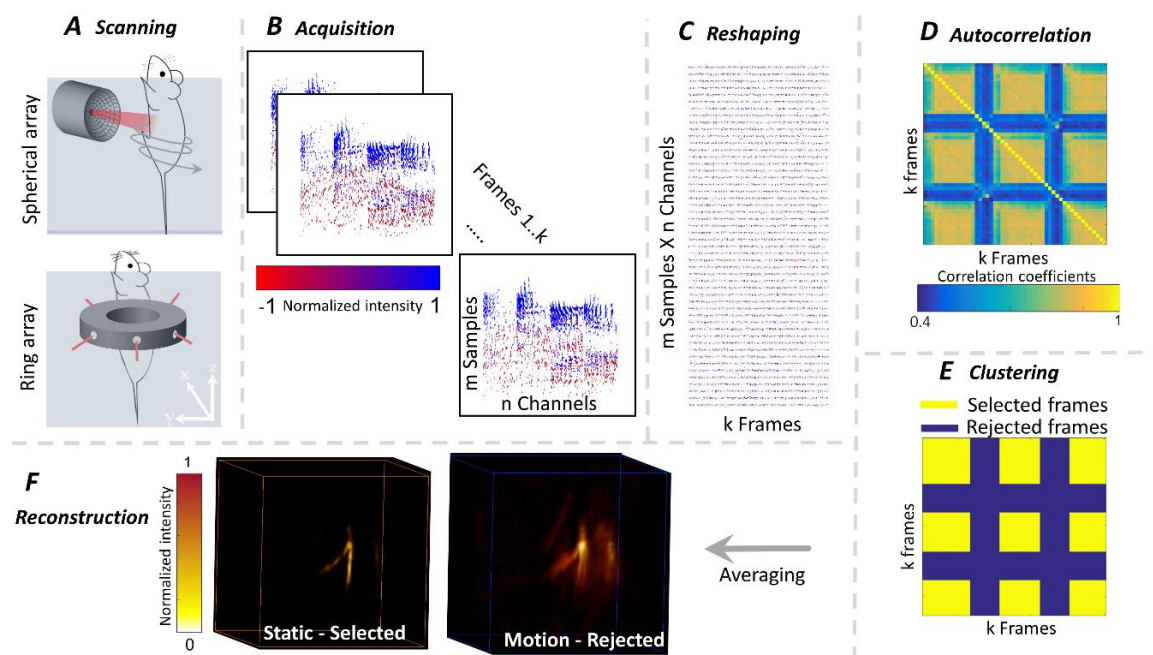 A Scanning
Spherical array
Ring array
x
y
z
B Acquisition
Frames 1..k
.....
-1 Normalized intensity 1
m Samples
n Channels
C Reshaping
m Samples X n Channels
k Frames
D Autocorrelation
k frames
k Frames
Correlation coefficients
0.4 1
E Clustering
Selected frames
Rejected frames
k frames
k Frames
Averaging
F
Reconstruction
1
Normalized intensity
0
Static - Selected
Motion - Rejected